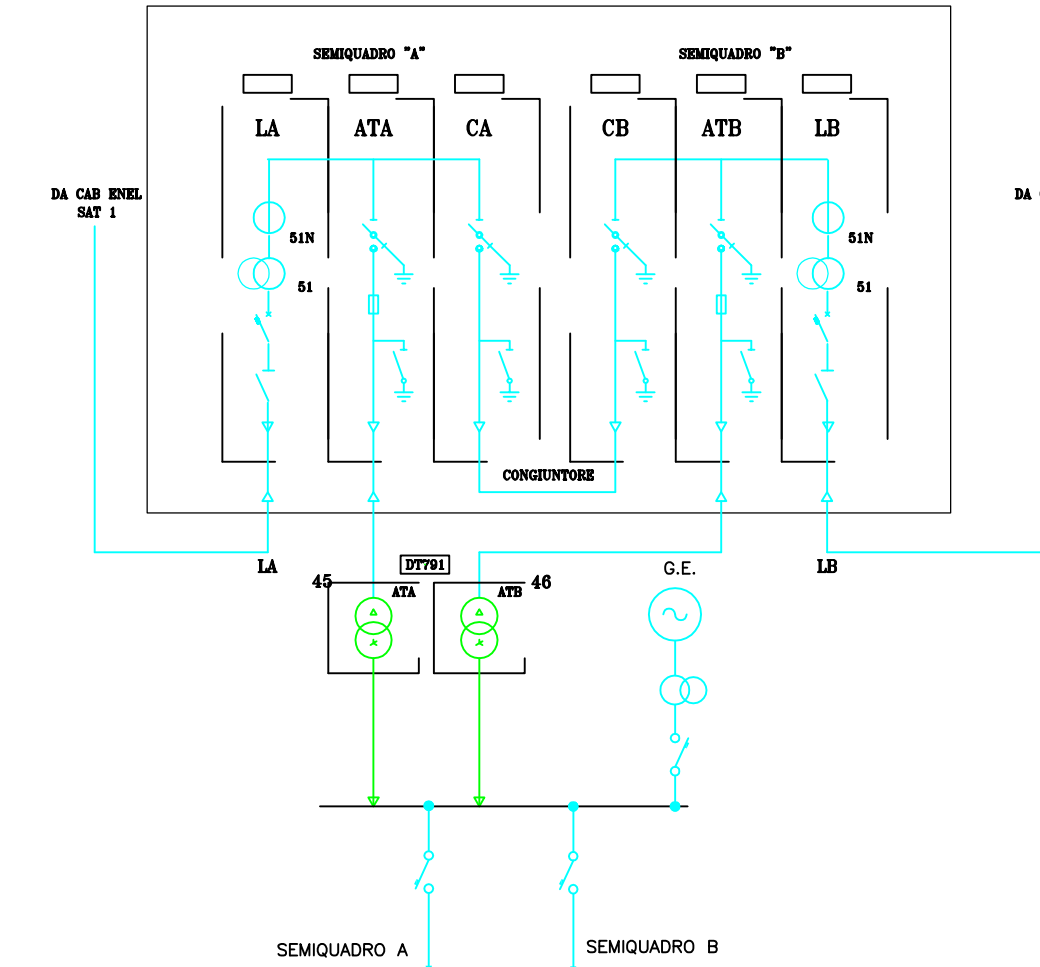 SEMIQUADRO "A"
SEMIQUADRO "B"
LA
ATA
CA
CB
ATB
LB
DA CAB ENEL
SAT 1
DA
51N
51
51N
51
CONGIUNTORE
LA
DT791
LB
G.E.
45
ATA
ATB
46
SEMIQUADRO A
SEMIQUADRO B